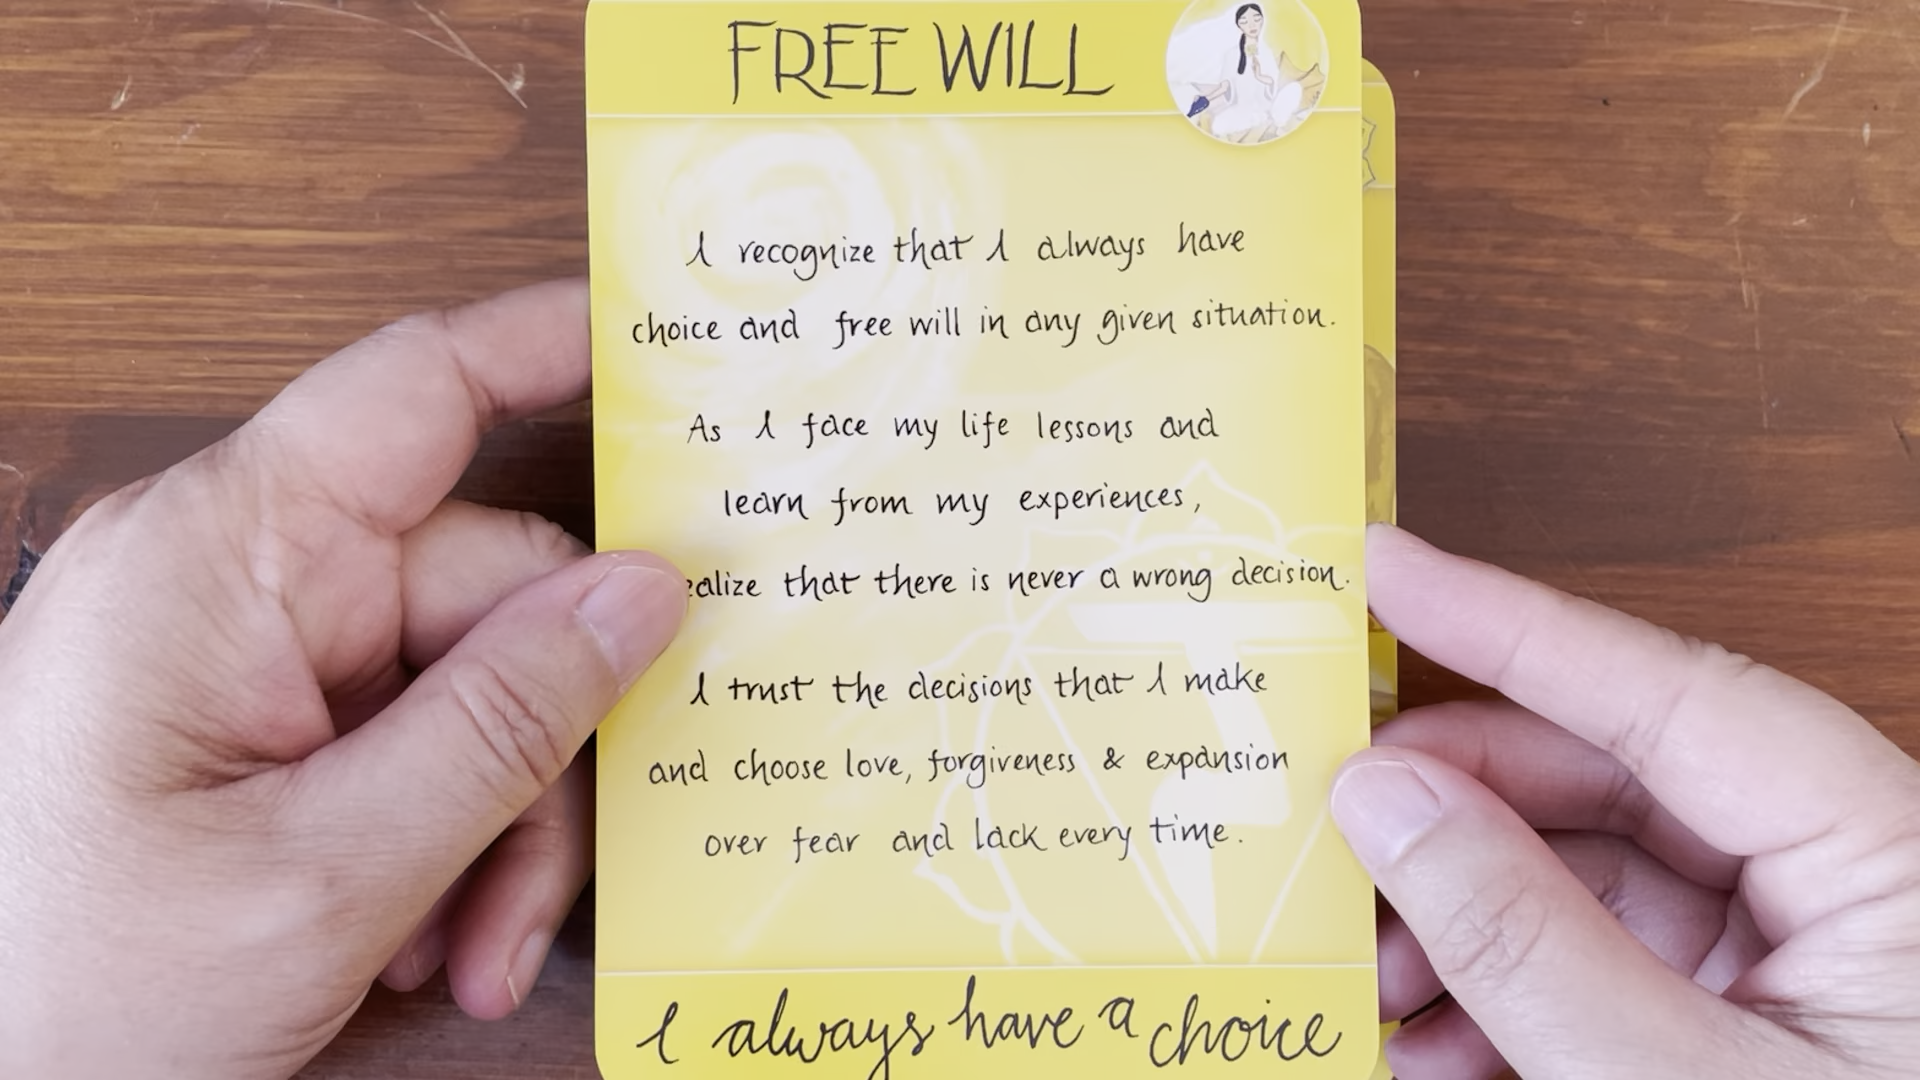 FREE WILL
I recognize that I always have
choice and free will in any given situation.
As I face my life lessons and
learn from my experiences,
that there is never a wrong decision.
I trust the decisions that I make
and choose love, forgiveness & expansion
over fear and lack every time.
I always have a choice